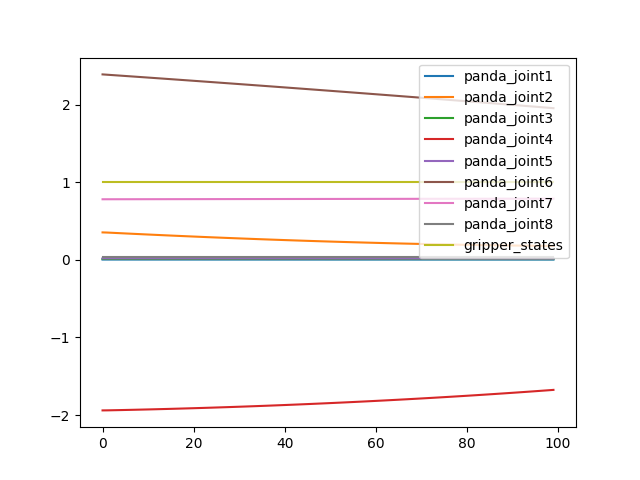 panda_joint1
panda_joint2
panda_joint3
panda_joint4
panda_joint5
panda_joint6
panda_joint7
panda_joint8
gripper_states
2
1
0
−1
−2
0 20 40 60 80 100